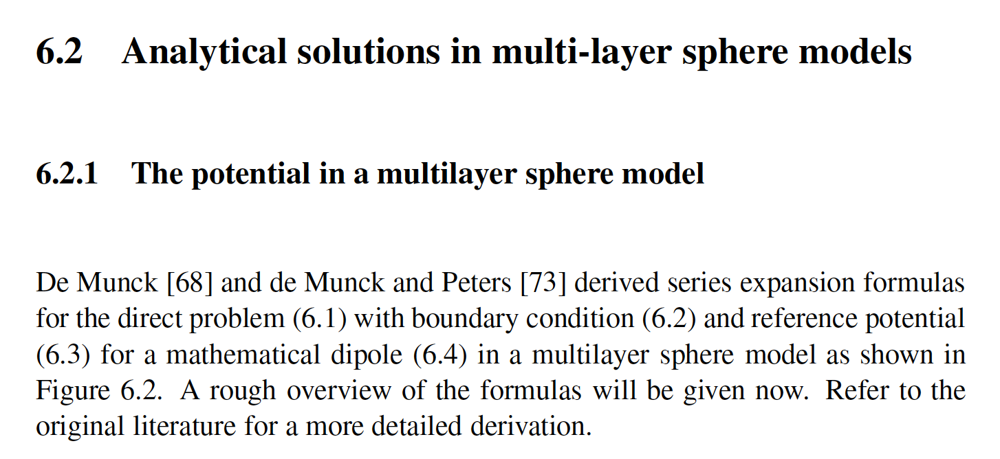 6.2 Analytical solutions in multi-layer sphere models
6.2.1 The potential in a multilayer sphere model
De Munck [68] and de Munck and Peters [73] derived series expansion formulas
for the direct problem (6.1) with boundary condition (6.2) and reference potential
(6.3) for a mathematical dipole (6.4) in a multilayer sphere model as shown in
Figure 6.2. A rough overview of the formulas will be given now. Refer to the
original literature for a more detailed derivation.